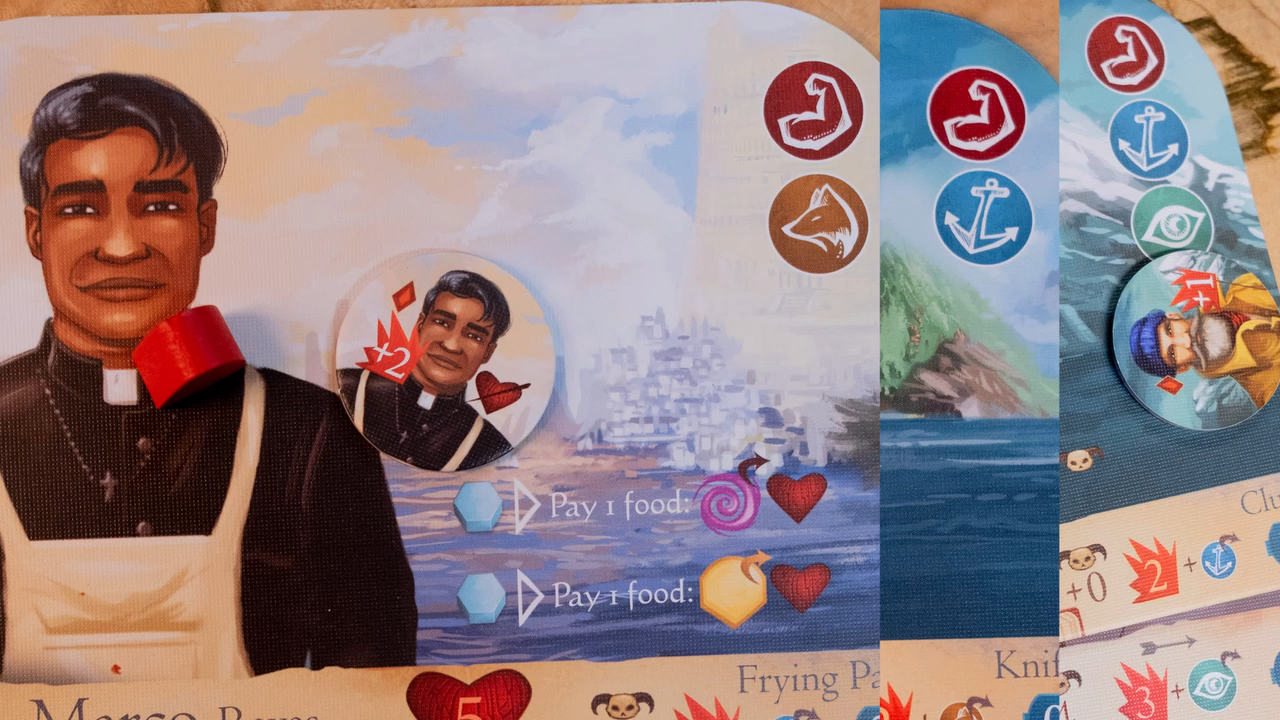 +2
1+
Pay 1 food:
Pay 1 food:
5
Frying Pa
Knif
Clu
+0
2
+
3
+